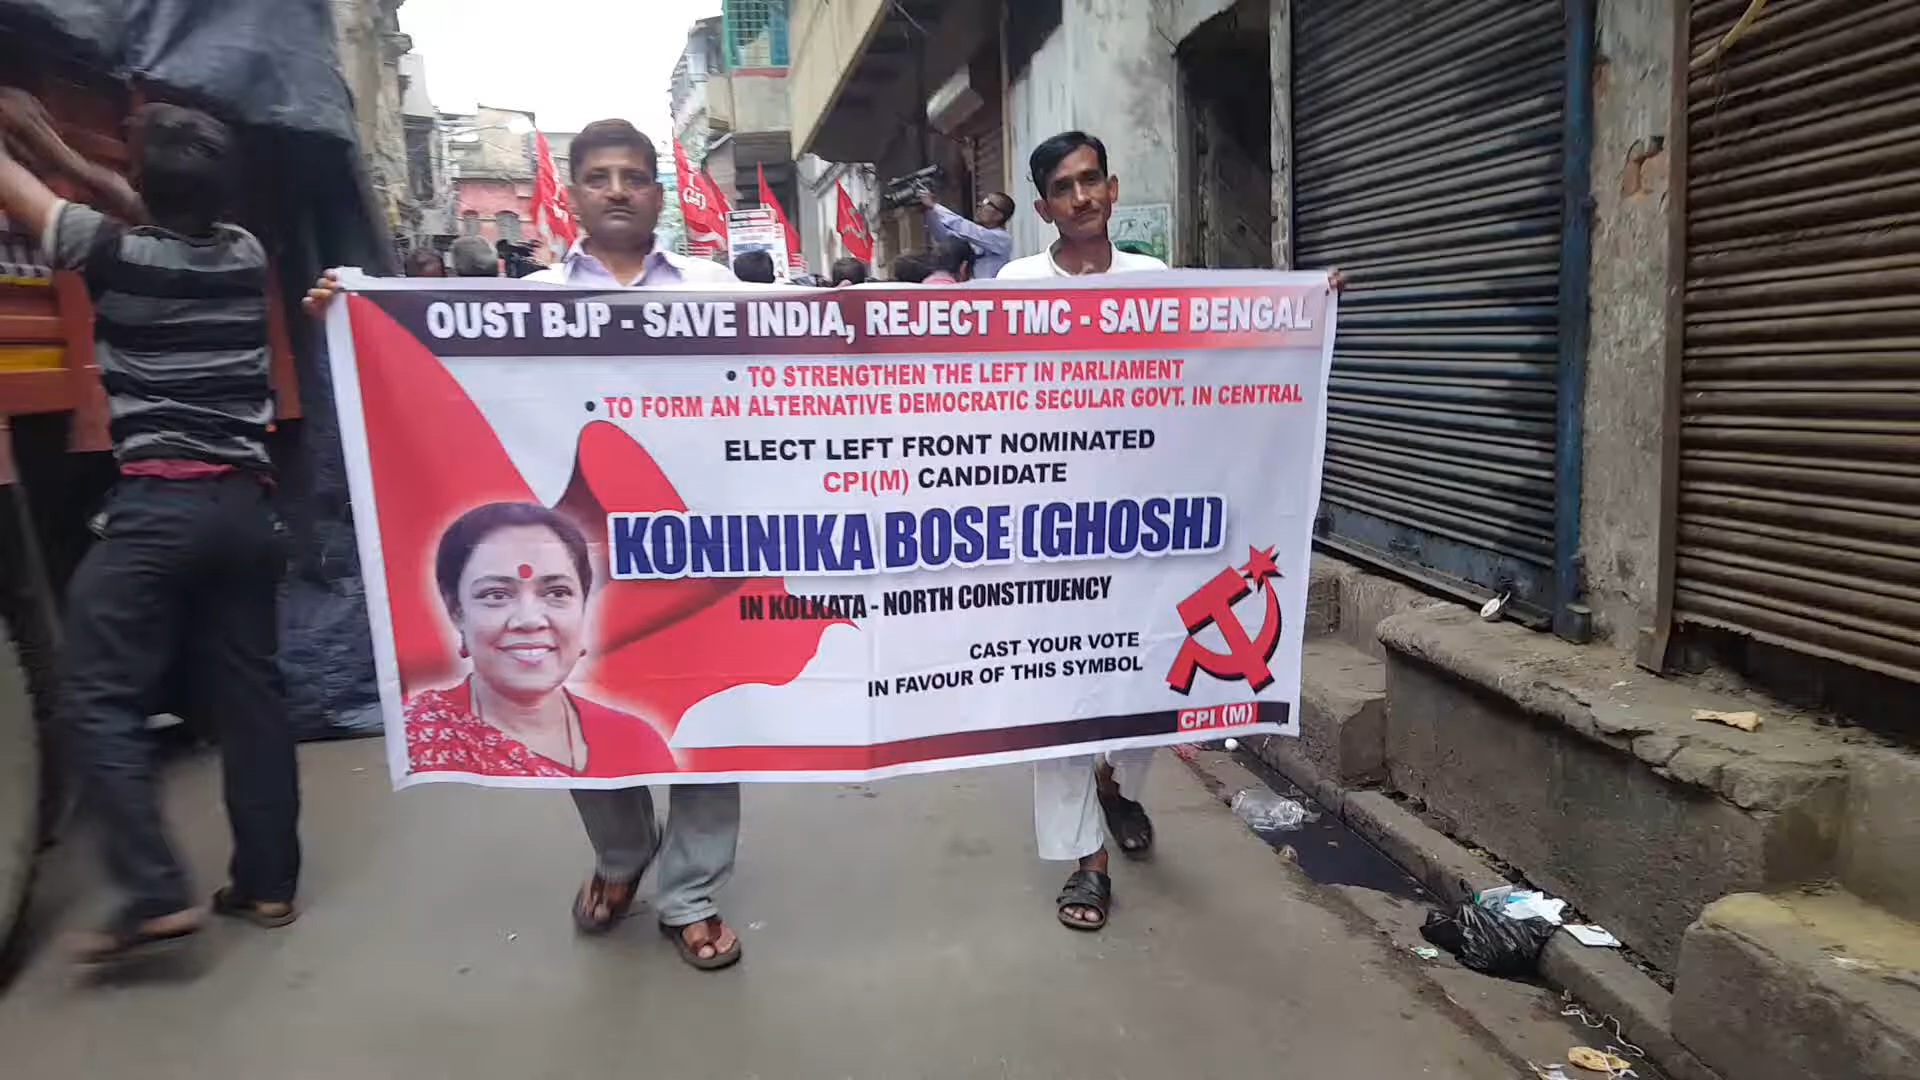 OUST BJP - SAVE INDIA, REJECT TMC - SAVE BENGAL
• TO STRENGTHEN THE LEFT IN PARLIAMENT
• TO FORM AN ALTERNATIVE DEMOCRATIC SECULAR GOVT. IN CENTRAL
ELECT LEFT FRONT NOMINATED
CPI(M) CANDIDATE
KONINIKA BOSE (GHOSH)
IN KOLKATA - NORTH CONSTITUENCY
CAST YOUR VOTE
IN FAVOUR OF THIS SYMBOL
CPI (M)